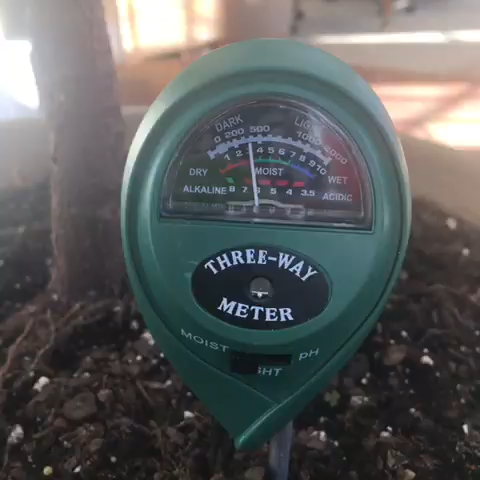 DARK LIGHT
0 200 500 1000 2000
1 2 4 5 6 7 8 9 10
DRY MOIST WET
ALKALINE 8 7 6 5 4 3.5 ACIDIC
THREE-WAY
METER
MOIST pH